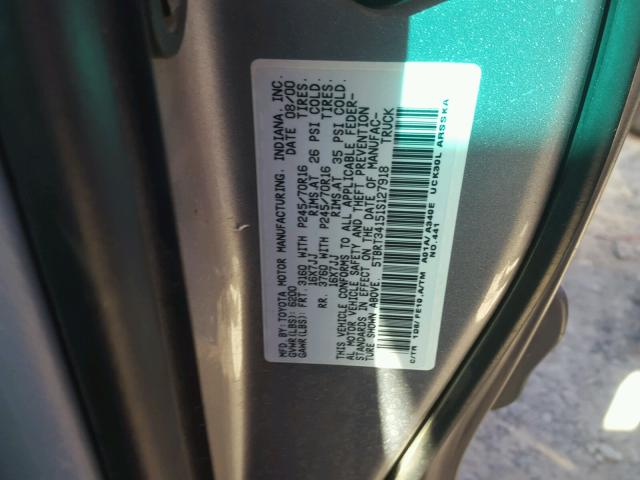 MFD. BY: TOYOTA MOTOR MANUFACTURING, INDIANA, INC.
GVWR(LBS): 6200 DATE 08/00
GAWR(LBS): FRT. 3160 WITH P245/70R16 TIRES.
16X7JJ RIMS.AT 26 PSI COLD.
RR. 3760 WITH P245/70R16 TIRES.
16X7JJ RIMS.AT 35 PSI COLD.
THIS VEHICLE CONFORMS TO ALL APPLICABLE FEDER-
AL MOTOR VEHICLE SAFETY AND THEFT PREVENTION
STANDARDS IN EFFECT ON THE DATE OF MANUFAC-
TURE SHOWN ABOVE. 5TBRT34151S127918 TRUCK
C/TR 1D6/FE10.A/TM A01A/A340E UCK30L ARSSKA
NO.441